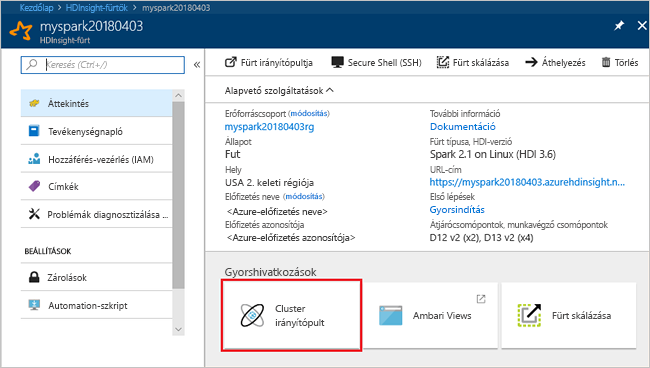 Kezdőlap > HDInsight-fürtök > myspark20180403
myspark20180403
HDInsight-fürt
Keresés (Ctrl+/)
Áttekintés
Tevékenységnapló
Hozzáférés-vezérlés (IAM)
Címkék
Problémák diagnosztizálása ...
BEÁLLÍTÁSOK
Zárolások
Automation-szkript
Fürt irányítópultja
Secure Shell (SSH)
Fürt skálázása
Áthelyezés
Törlés
Alapvető szolgáltatások
Erőforráscsoport (módosítás)
myspark20180403rg
Állapot
Fut
Hely
USA 2. keleti régiója
Előfizetés neve (módosítás)
<Azure-előfizetés neve>
Előfizetés azonosítója
<Azure-előfizetés azonosítója>
További információ
Dokumentáció
Fürt típusa, HDI-verzió
Spark 2.1 on Linux (HDI 3.6)
URL-cím
https://myspark20180403.azurehdinsight.n...
Első lépések
Gyorsindítás
Átjárócsomópontok, munkavégző csomópontok
D12 v2 (x2), D13 v2 (x4)
Gyorshivatkozások
Cluster
irányítópult
Ambari Views
Fürt skálázása